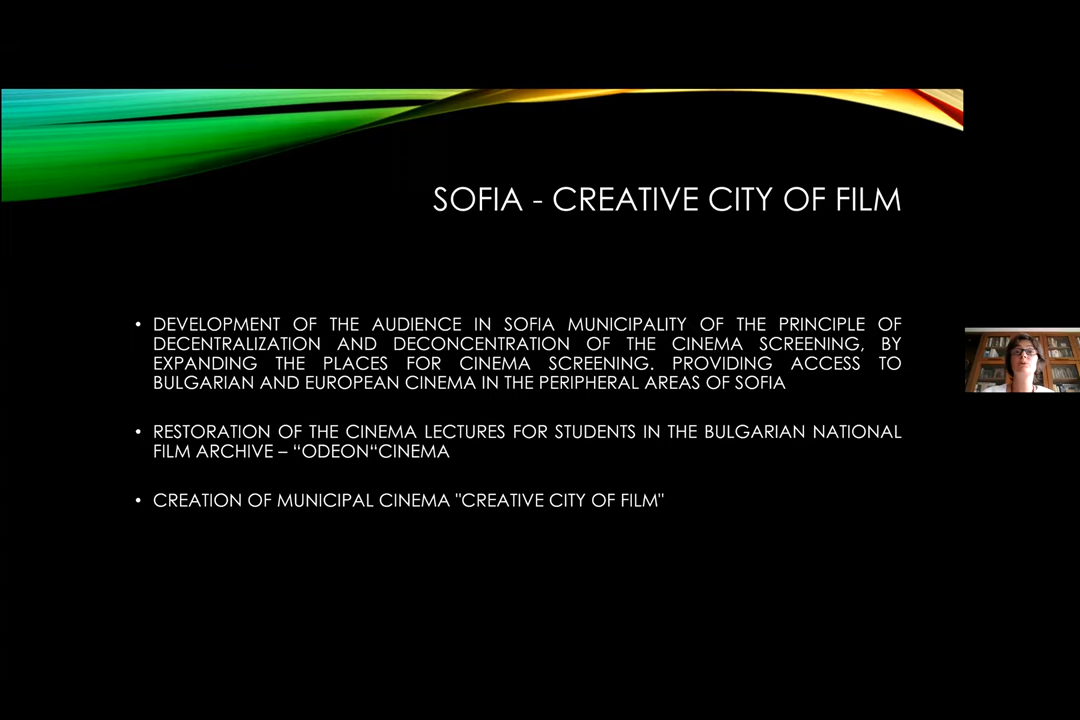 SOFIA - CREATIVE CITY OF FILM
• DEVELOPMENT OF THE AUDIENCE IN SOFIA MUNICIPALITY OF THE PRINCIPLE OF
DECENTRALIZATION AND DECONCENTRATION OF THE CINEMA SCREENING, BY
EXPANDING THE PLACES FOR CINEMA SCREENING. PROVIDING ACCESS TO
BULGARIAN AND EUROPEAN CINEMA IN THE PERIPHERAL AREAS OF SOFIA
• RESTORATION OF THE CINEMA LECTURES FOR STUDENTS IN THE BULGARIAN NATIONAL
FILM ARCHIVE – “ODEON“CINEMA
• CREATION OF MUNICIPAL CINEMA "CREATIVE CITY OF FILM"